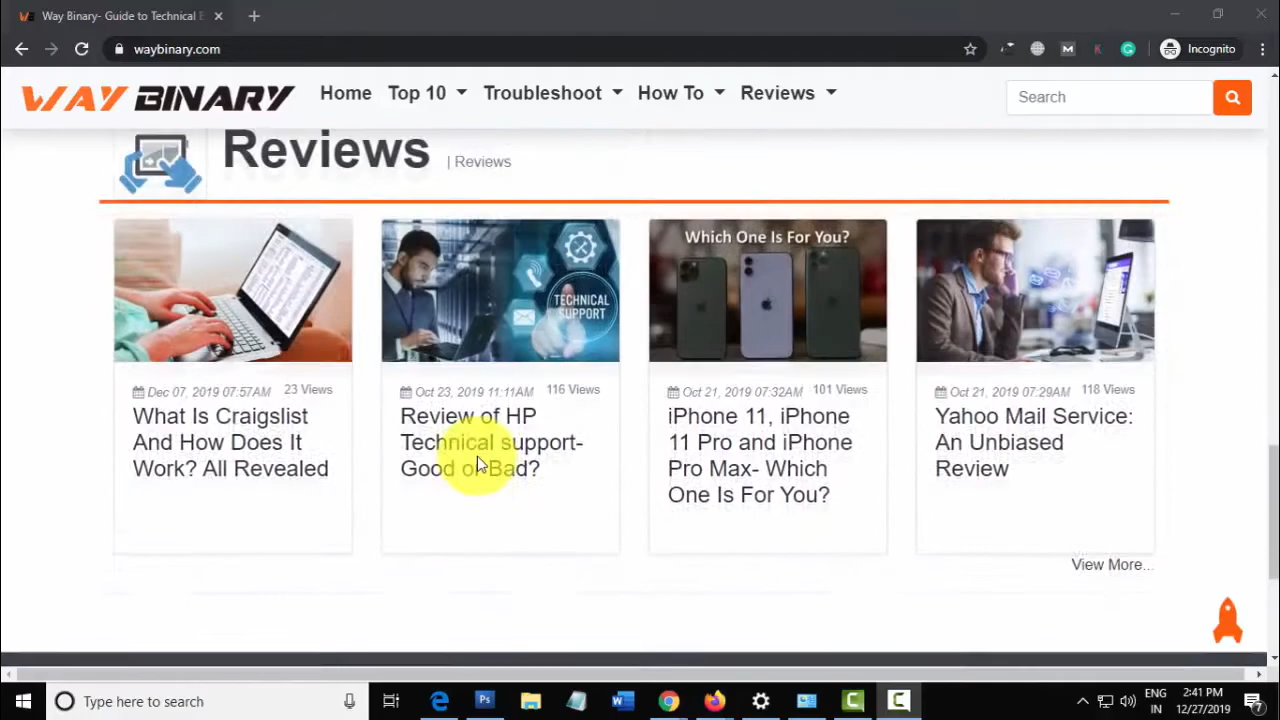 Way Binary- Guide to Technical
waybinary.com
Incognito
WAY BINARY
Home
Top 10
Troubleshoot
How To
Reviews
Search
Reviews
| Reviews
TECHNICAL
SUPPORT
Which One Is For You?
Dec 07, 2019 07:57AM
23 Views
What Is Craigslist
And How Does It
Work? All Revealed
Oct 23, 2019 11:11AM
116 Views
Review of HP
Technical support-
Good or Bad?
Oct 21, 2019 07:32AM
101 Views
iPhone 11, iPhone
11 Pro and iPhone
Pro Max- Which
One Is For You?
Oct 21, 2019 07:29AM
118 Views
Yahoo Mail Service:
An Unbiased
Review
View More...
Type here to search
ENG
IN
2:41 PM
12/27/2019
7